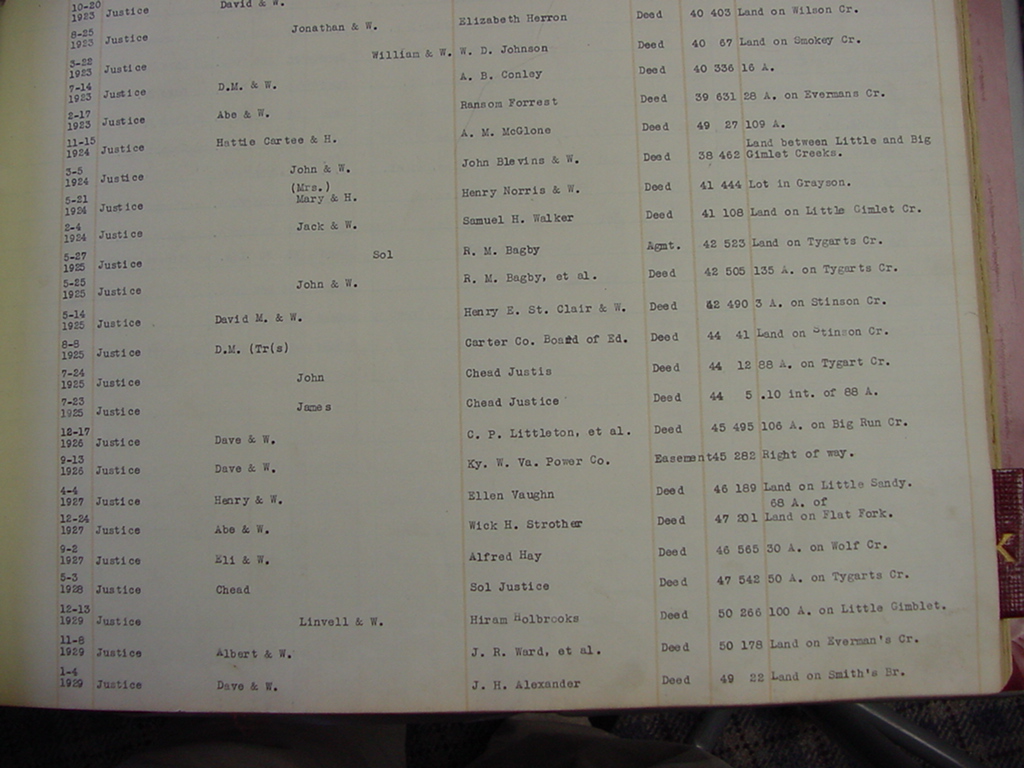 10-20
1923 Justice David & W.
8-25
1923 Justice Jonathan & W. Elizabeth Herron Deed 40 403 Land on Wilson Cr.
3-22
1923 Justice William & W. W. D. Johnson Deed 40 67 Land on Smokey Cr.
7-14
1923 Justice D.M. & W. A. B. Conley Deed 40 336 16 A.
2-17
1923 Justice Abe & W. Ransom Forrest Deed 39 631 28 A. on Evermans Cr.
11-15
1924 Justice Hattie Cartee & H. A. M. McGlone Deed 49 27 109 A.
Land between Little and Big
3-5
1924 Justice John & W. John Blevins & W. Deed 38 462 Gimlet Creeks.
(Mrs.)
5-21
1924 Justice Mary & H. Henry Norris & W. Deed 41 444 Lot in Grayson.
2-4
1924 Justice Jack & W. Samuel H. Walker Deed 41 108 Land on Little Gimlet Cr.
5-27
1925 Justice Sol R. M. Bagby Agmt. 42 523 Land on Tygarts Cr.
5-25
1925 Justice John & W. R. M. Bagby, et al. Deed 42 505 135 A. on Tygarts Cr.
5-14
1925 Justice David M. & W. Henry E. St. Clair & W. Deed 42 490 3 A. on Stinson Cr.
8-8
1925 Justice D.M. (Tr(s) Carter Co. Board of Ed. Deed 44 41 Land on Stinson Cr.
7-24
1925 Justice John Chead Justis Deed 44 12 88 A. on Tygart Cr.
7-23
1925 Justice James Chead Justice Deed 44 5 .10 int. of 88 A.
12-17
1926 Justice Dave & W. C. P. Littleton, et al. Deed 45 495 106 A. on Big Run Cr.
9-13
1926 Justice Dave & W. Ky. W. Va. Power Co. Easement45 282 Right of way.
4-4
1927 Justice Henry & W. Ellen Vaughn Deed 46 189 Land on Little Sandy.
68 A. of
12-24
1927 Justice Abe & W. Wick H. Strother Deed 47 201 Land on Flat Fork.
9-2
1927 Justice Eli & W. Alfred Hay Deed 46 565 30 A. on Wolf Cr.
5-3
1928 Justice Chead Sol Justice Deed 47 542 50 A. on Tygarts Cr.
12-13
1929 Justice Linvell & W. Hiram Holbrooks Deed 50 266 100 A. on Little Gimblet.
11-8
1929 Justice Albert & W. J. R. Ward, et al. Deed 50 178 Land on Everman's Cr.
1-4
1929 Justice Dave & W. J. H. Alexander Deed 49 22 Land on Smith's Br.
K